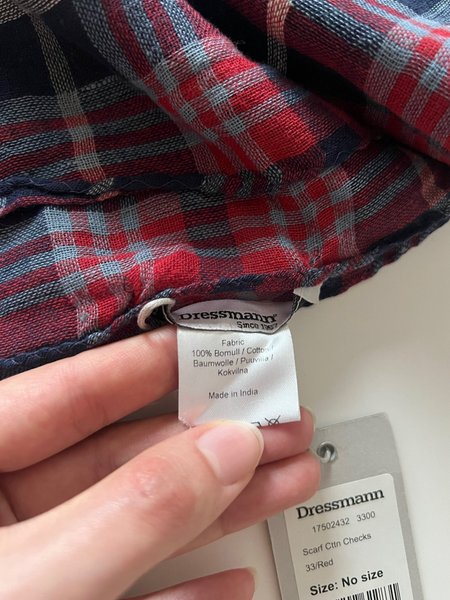 Dressmann®
Since 1967
Fabric
100% Bomull / Cotton /
Baumwolle / Puuvilla /
Kokvilna
Made in India
Dressmann
17502432 3300
Scarf Cttn Checks
33/Red
Size: No size